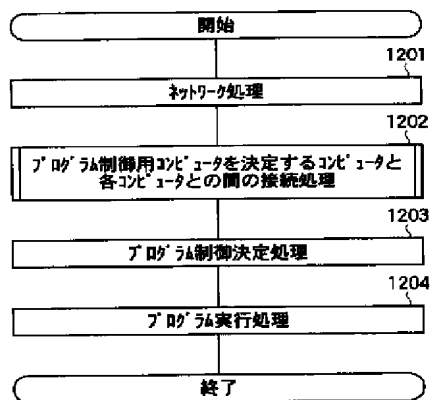 開始
1201
ﾈｯﾄﾜｰｸ処理
1202
ﾌﾟﾛｸﾞﾗﾑ制御用ｺﾝﾋﾟｭｰﾀを決定するｺﾝﾋﾟｭｰﾀと
各ｺﾝﾋﾟｭｰﾀとの間の接続処理
1203
ﾌﾟﾛｸﾞﾗﾑ制御決定処理
1204
ﾌﾟﾛｸﾞﾗﾑ実行処理
終了